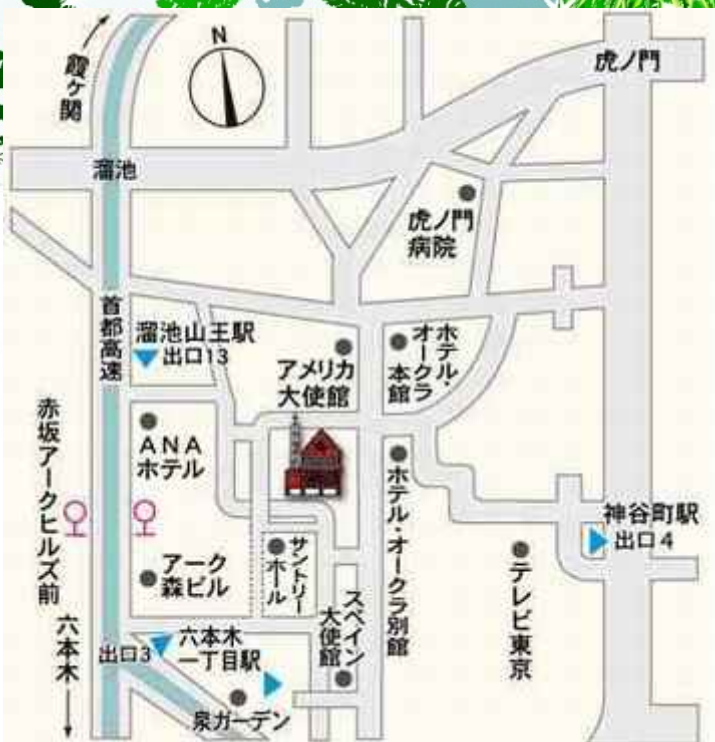 N
霞ヶ関
虎ノ門
溜池
虎ノ門
病院
首都高速
溜池山王駅
出口13
アメリカ
大使館
ホテル・
オークラ
本館
赤坂アークヒルズ前
ANA
ホテル
ホテル・オークラ別館
神谷町駅
出口4
サントリー
ホール
アーク
森ビル
テレビ東京
スペイン
大使館
六本木
出口3
六本木
一丁目駅
泉ガーデン